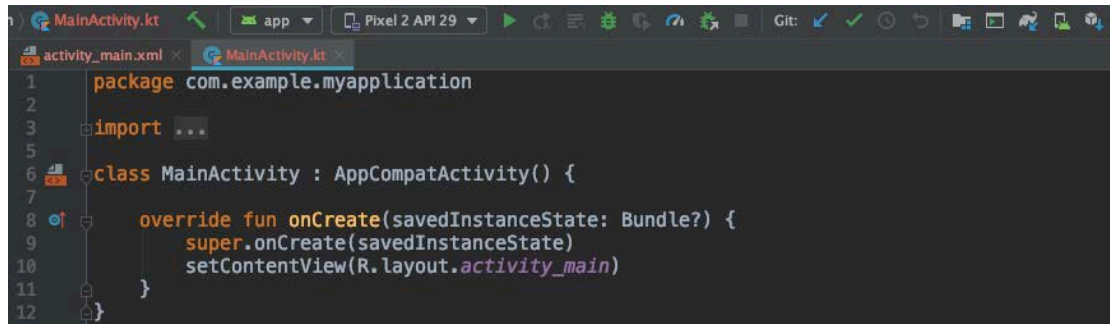 MainActivity.kt app Pixel 2 API 29 Git:
activity_main.xml MainActivity.kt
1 package com.example.myapplication
2
3 import ...
5
6 class MainActivity : AppCompatActivity() {
7
8 override fun onCreate(savedInstanceState: Bundle?) {
9 super.onCreate(savedInstanceState)
10 setContentView(R.layout.activity_main)
11 }
12 }